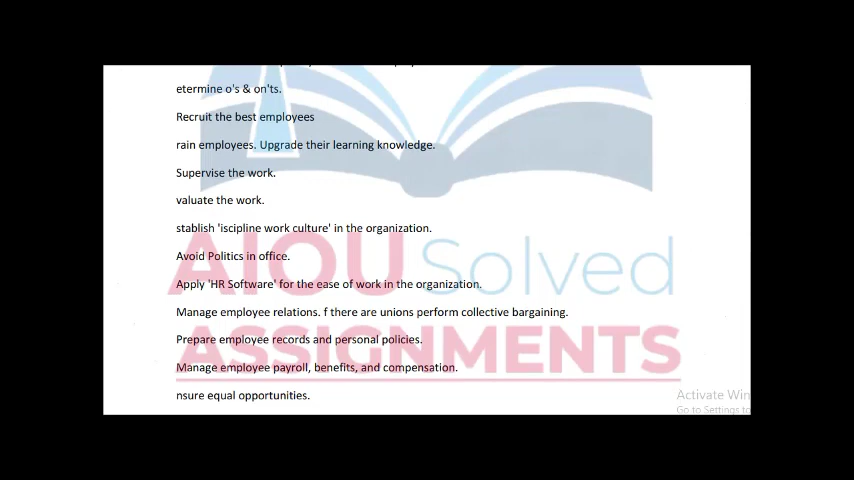 etermine o's & on'ts.
Recruit the best employees
rain employees. Upgrade their learning knowledge.
Supervise the work.
valuate the work.
stablish 'iscipline work culture' in the organization.
Avoid Politics in office.
Apply 'HR Software' for the ease of work in the organization.
Manage employee relations. f there are unions perform collective bargaining.
Prepare employee records and personal policies.
Manage employee payroll, benefits, and compensation.
nsure equal opportunities.
AIOU Solved
ASSIGNMENTS
Activate Win
Go to Settings to